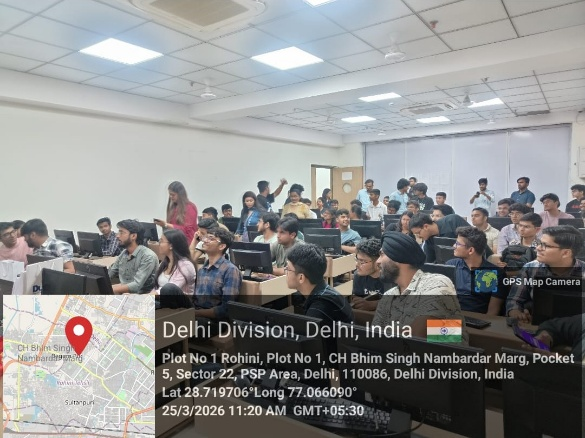 GPS Map Camera
Delhi Division, Delhi, India
Plot No 1 Rohini, Plot No 1, CH Bhim Singh Nambardar Marg, Pocket
5, Sector 22, PSP Area, Delhi, 110086, Delhi Division, India
Lat 28.719706°Long 77.066090°
25/3/2026 11:20 AM GMT+05:30
CH Bhim Singh
Nambardar Marg
Sultanpuri